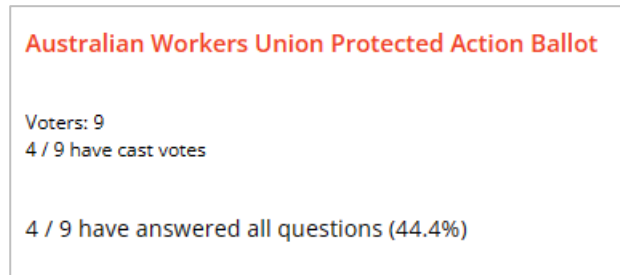 Australian Workers Union Protected Action Ballot
Voters: 9
4 / 9 have cast votes
4 / 9 have answered all questions (44.4%)